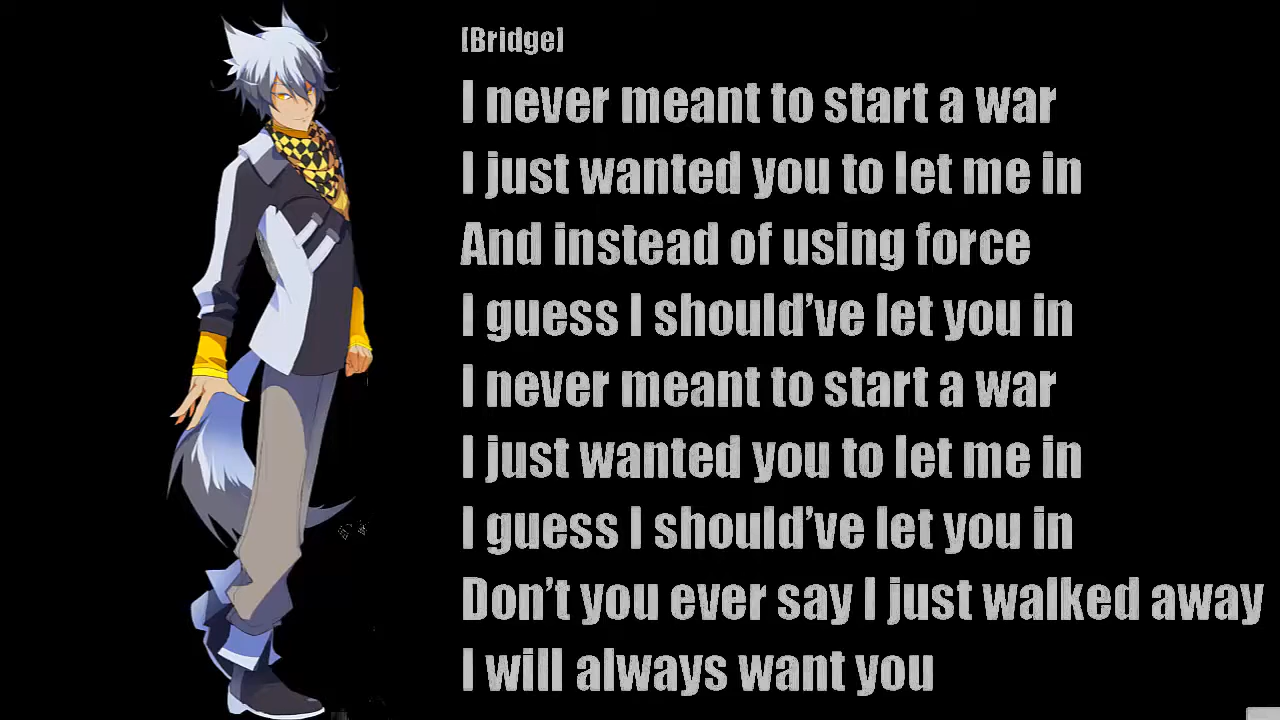 [Bridge]
I never meant to start a war
I just wanted you to let me in
And instead of using force
I guess I should’ve let you in
I never meant to start a war
I just wanted you to let me in
I guess I should’ve let you in
Don’t you ever say I just walked away
I will always want you